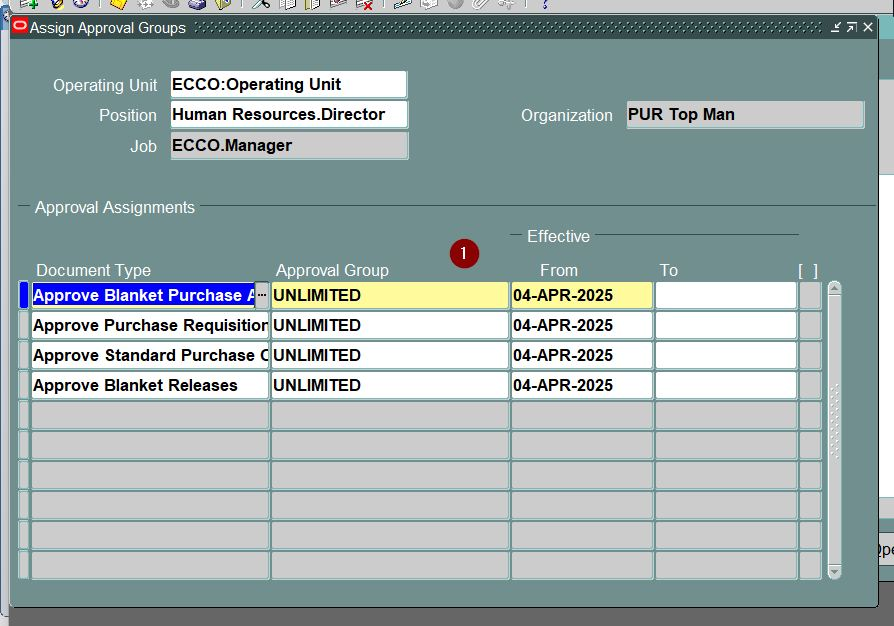 Assign Approval Groups
Operating Unit ECCO:Operating Unit
Position Human Resources.Director Organization PUR Top Man
Job ECCO.Manager
Approval Assignments
Effective
1
Document Type Approval Group From To [ ]
Approve Blanket Purchase A ... UNLIMITED 04-APR-2025
Approve Purchase Requisition UNLIMITED 04-APR-2025
Approve Standard Purchase O UNLIMITED 04-APR-2025
Approve Blanket Releases UNLIMITED 04-APR-2025